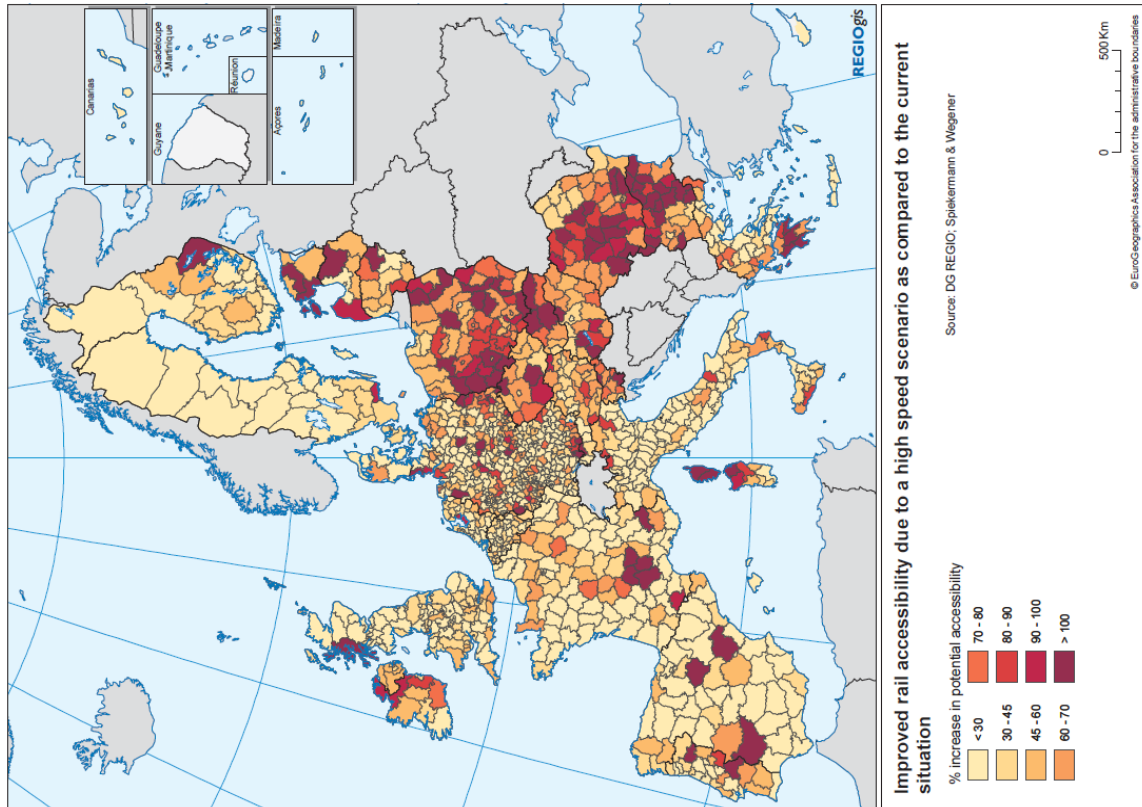 Canarias
Guyane
Guadeloupe
Martinique
Réunion
Açores
Madeira
REGIOgis
Improved rail accessibility due to a high speed scenario as compared to the current
situation
% increase in potential accessibility
< 30
30 - 45
45 - 60
60 - 70
70 - 80
80 - 90
90 - 100
> 100
Source: DG REGIO; Spiekermann & Wegener
0 500 Km
© EuroGeographics Association for the administrative boundaries